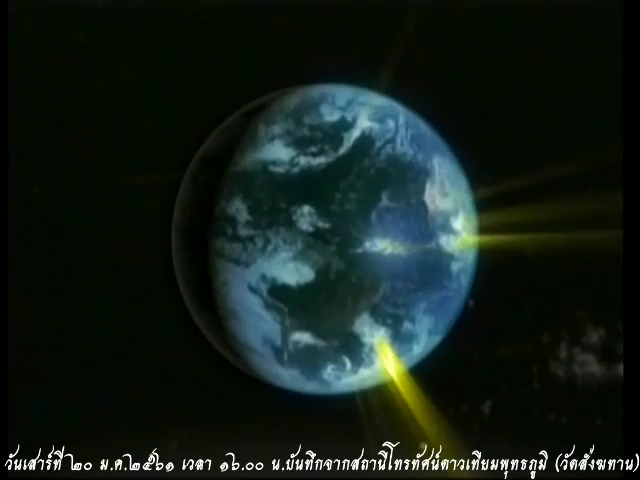 วันเสาร์ที่ ๒๐ ม.ค.๒๕๖๑ เวลา ๑๖.๐๐ น.บันทึกจากสถานีโทรทัศน์ดาวเทียมพุทธภูมิ (วัดสังฆทาน)